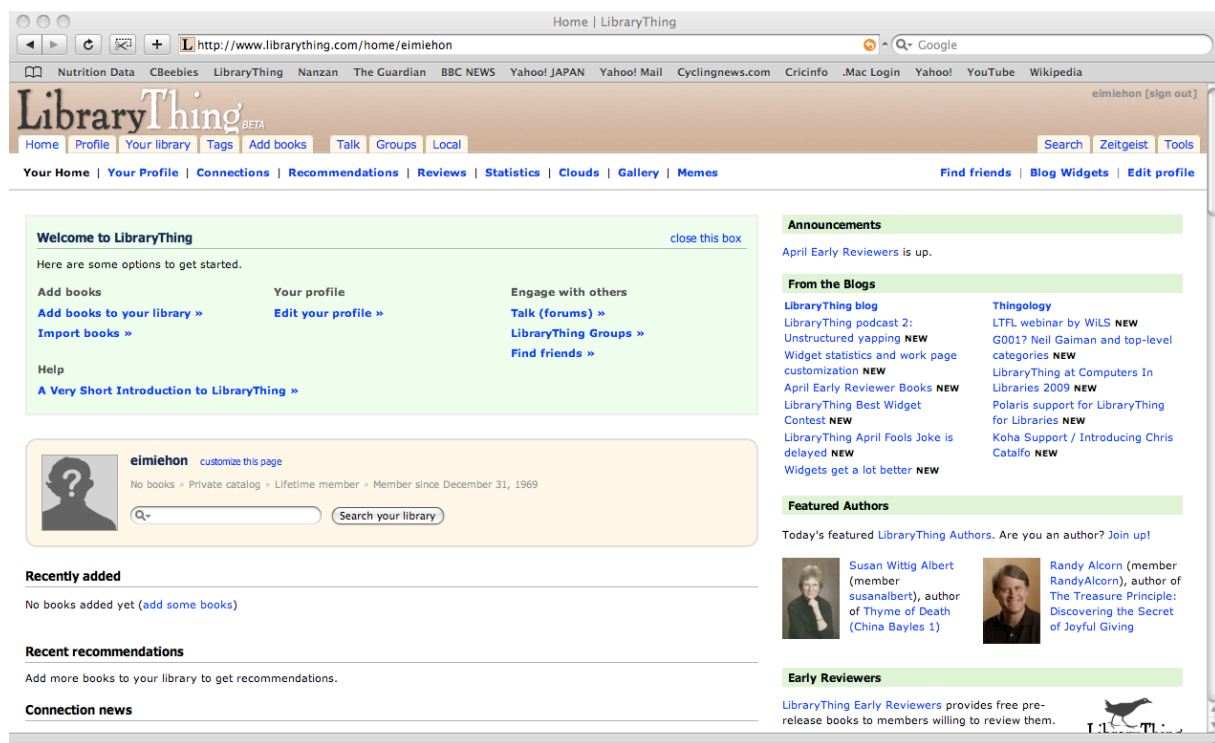 Home | LibraryThing
L http://www.librarything.com/home/eimiehon
Google
Nutrition Data CBeebies LibraryThing Nanzan The Guardian BBC NEWS Yahoo! JAPAN Yahoo! Mail Cyclingnews.com Cricinfo .Mac Login Yahoo! YouTube Wikipedia
eimiehon [sign out]
LibraryThing BETA
Home Profile Your library Tags Add books Talk Groups Local Search Zeitgeist Tools
Your Home | Your Profile | Connections | Recommendations | Reviews | Statistics | Clouds | Gallery | Memes
Find friends | Blog Widgets | Edit profile
Welcome to LibraryThing
close this box
Here are some options to get started.
Add books
Add books to your library »
Import books »
Your profile
Edit your profile »
Engage with others
Talk (forums) »
LibraryThing Groups »
Find friends »
Help
A Very Short Introduction to LibraryThing »
?
eimiehon customize this page
No books • Private catalog • Lifetime member • Member since December 31, 1969
Search your library
Recently added
No books added yet (add some books)
Recent recommendations
Add more books to your library to get recommendations.
Connection news
Announcements
April Early Reviewers is up.
From the Blogs
LibraryThing blog
LibraryThing podcast 2:
Unstructured yapping NEW
Widget statistics and work page
customization NEW
April Early Reviewer Books NEW
LibraryThing Best Widget
Contest NEW
LibraryThing April Fools Joke is
delayed NEW
Widgets get a lot better NEW
Thingology
LTFL webinar by WiLS NEW
G001? Neil Gaiman and top-level
categories NEW
LibraryThing at Computers In
Libraries 2009 NEW
Polaris support for LibraryThing
for Libraries NEW
Koha Support / Introducing Chris
Catalfo NEW
Featured Authors
Today's featured LibraryThing Authors. Are you an author? Join up!
Susan Wittig Albert
(member
susanalbert), author
of Thyme of Death
(China Bayles 1)
Randy Alcorn (member
RandyAlcorn), author of
The Treasure Principle:
Discovering the Secret
of Joyful Giving
Early Reviewers
LibraryThing Early Reviewers provides free pre-
release books to members willing to review them.
LibraryThing